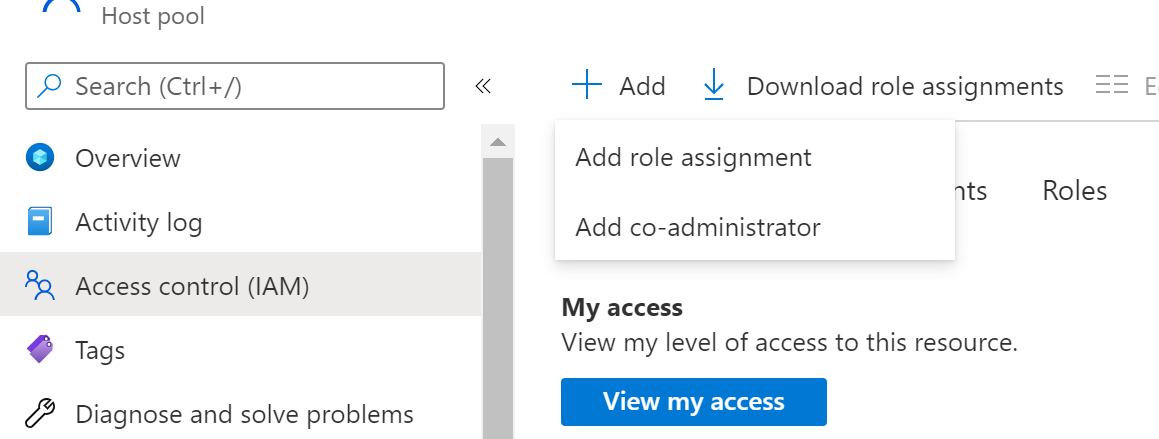 Host pool
Search (Ctrl+/)
«
Add
Download role assignments
Overview
Activity log
Access control (IAM)
Tags
Diagnose and solve problems
Add role assignment
Add co-administrator
Roles
My access
View my level of access to this resource.
View my access